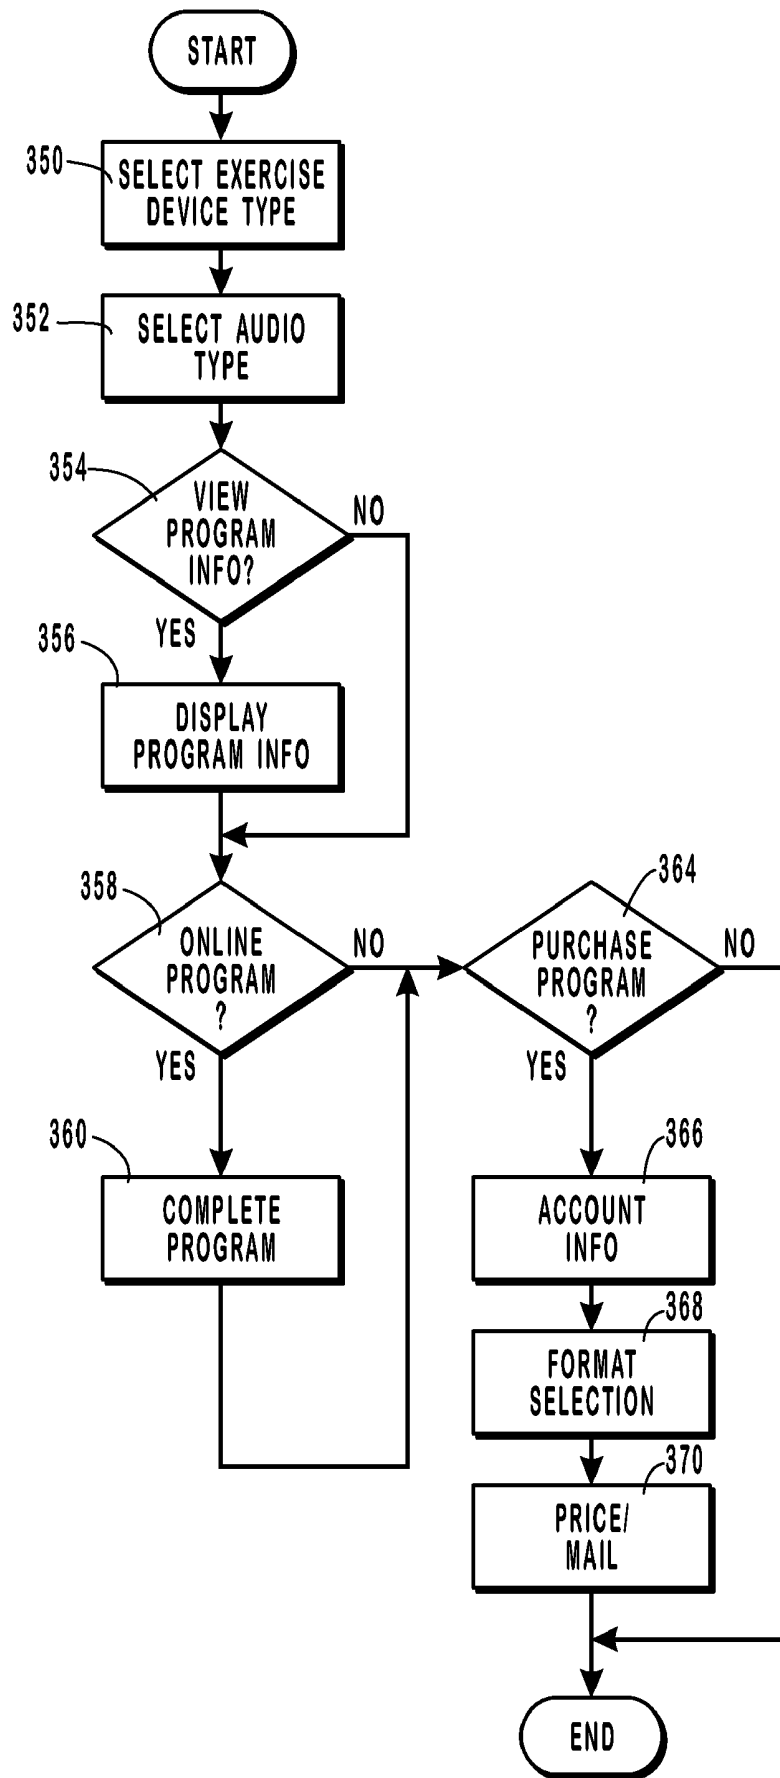 START
350
SELECT EXERCISE
DEVICE TYPE
352
SELECT AUDIO
TYPE
354
VIEW
PROGRAM
INFO?
NO
YES
356
DISPLAY
PROGRAM INFO
358
ONLINE
PROGRAM
?
NO
YES
360
COMPLETE
PROGRAM
364
PURCHASE
PROGRAM
?
NO
YES
366
ACCOUNT
INFO
368
FORMAT
SELECTION
370
PRICE/
MAIL
END